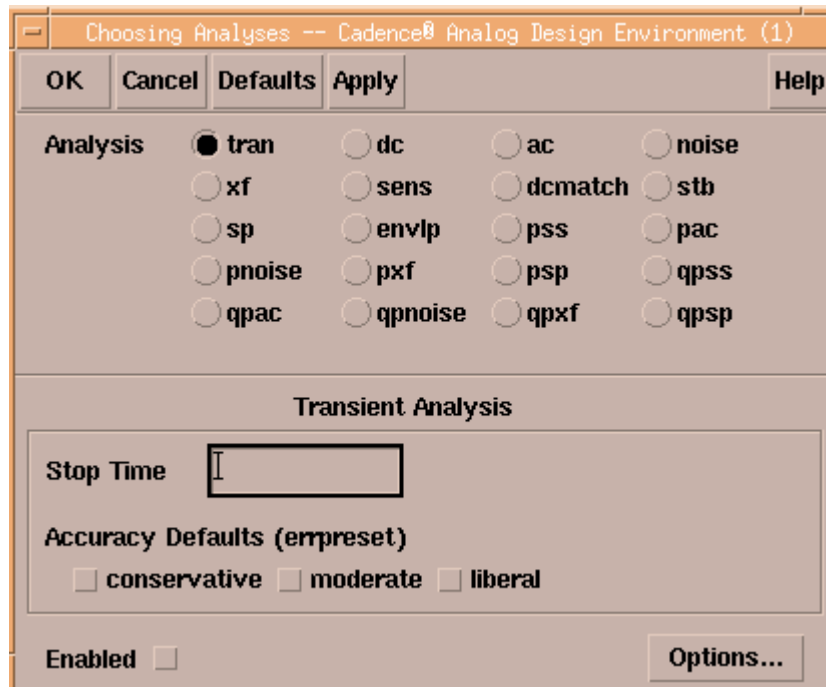 Choosing Analyses -- Cadence® Analog Design Environment (1)
OK Cancel Defaults Apply Help
Analysis tran dc ac noise
xf sens dcmatch stb
sp envlp pss pac
pnoise pxf psp qpss
qpac qpnoise qpxf qpsp
Transient Analysis
Stop Time
Accuracy Defaults (errpreset)
conservative moderate liberal
Enabled Options...